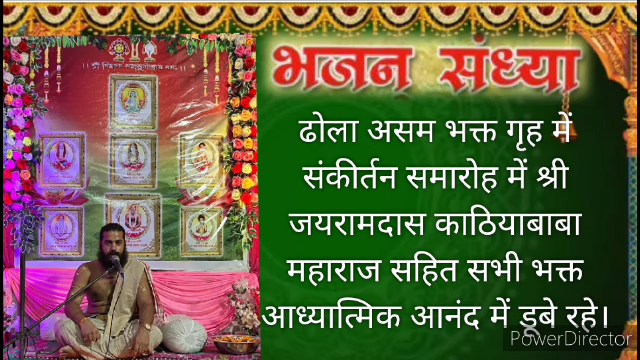 भजन संध्या
ढोला असम भक्त गृह में
संकीर्तन समारोह में श्री
जयरामदास काठियाबाबा
महाराज सहित सभी भक्त
आध्यात्मिक आनंद में डूबे रहे।
PowerDirector